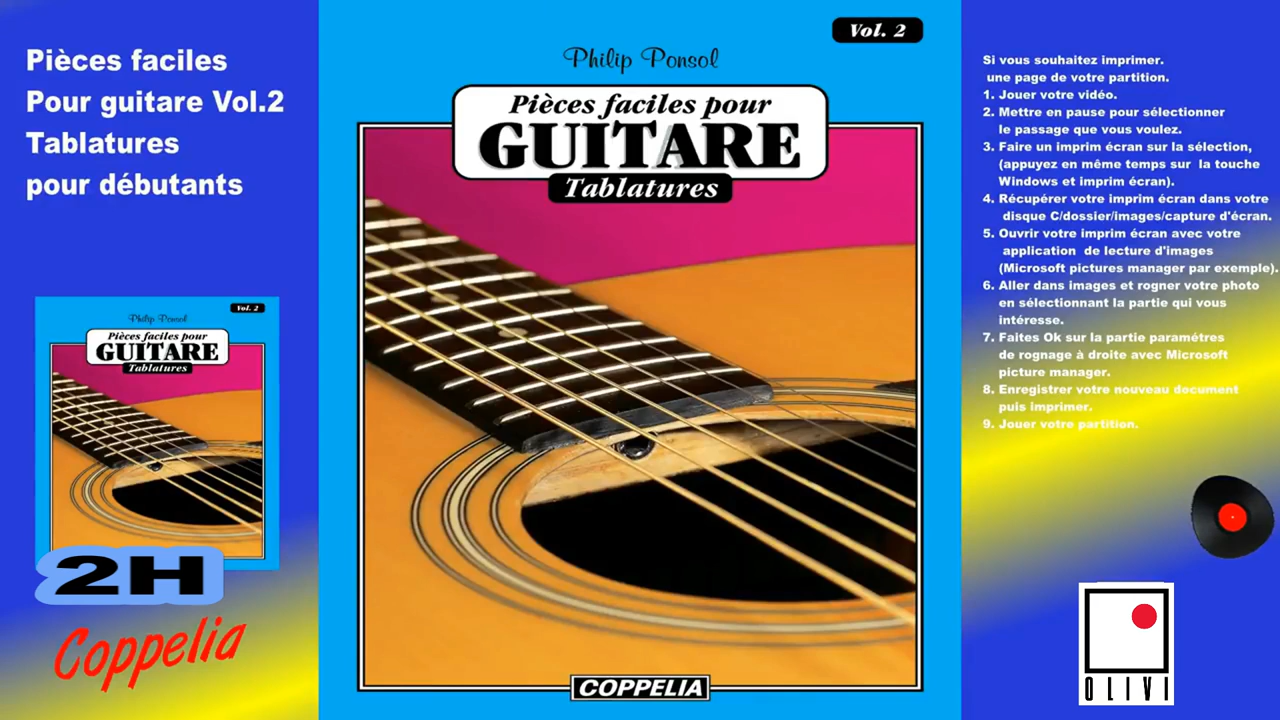 Pièces faciles
Pour guitare Vol.2
Tablatures
pour débutants
Vol. 2
Philip Ponsol
Pièces faciles pour
GUITARE
Tablatures
2H
Coppelia
Vol. 2
Philip Ponsol
Pièces faciles pour
GUITARE
Tablatures
COPPELIA
Si vous souhaitez imprimer.
une page de votre partition.
1. Jouer votre vidéo.
2. Mettre en pause pour sélectionner
le passage que vous voulez.
3. Faire un imprim écran sur la sélection,
(appuyez en même temps sur la touche
Windows et imprim écran).
4. Récupérer votre imprim écran dans votre
disque C/dossier/images/capture d'écran.
5. Ouvrir votre imprim écran avec votre
application de lecture d'images
(Microsoft pictures manager par exemple).
6. Aller dans images et rogner votre photo
en sélectionnant la partie qui vous
intéresse.
7. Faites Ok sur la partie paramétres
de rognage à droite avec Microsoft
picture manager.
8. Enregistrer votre nouveau document
puis imprimer.
9. Jouer votre partition.
OLIVI